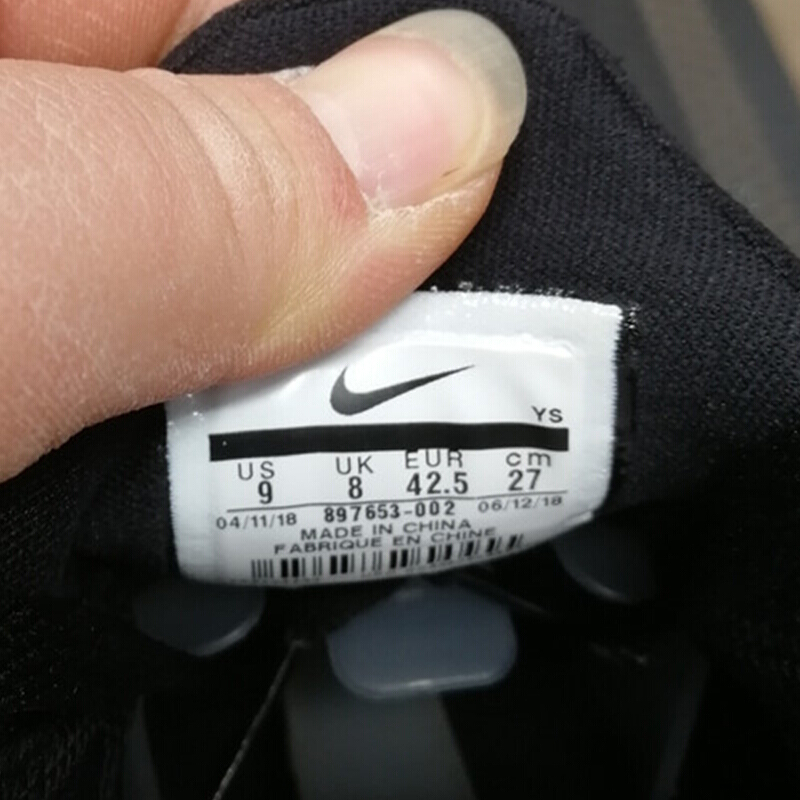 YS
US UK EUR cm
9 8 42.5 27
04/11/18 897653-002 06/12/18
MADE IN CHINA
FABRIQUE EN CHINE